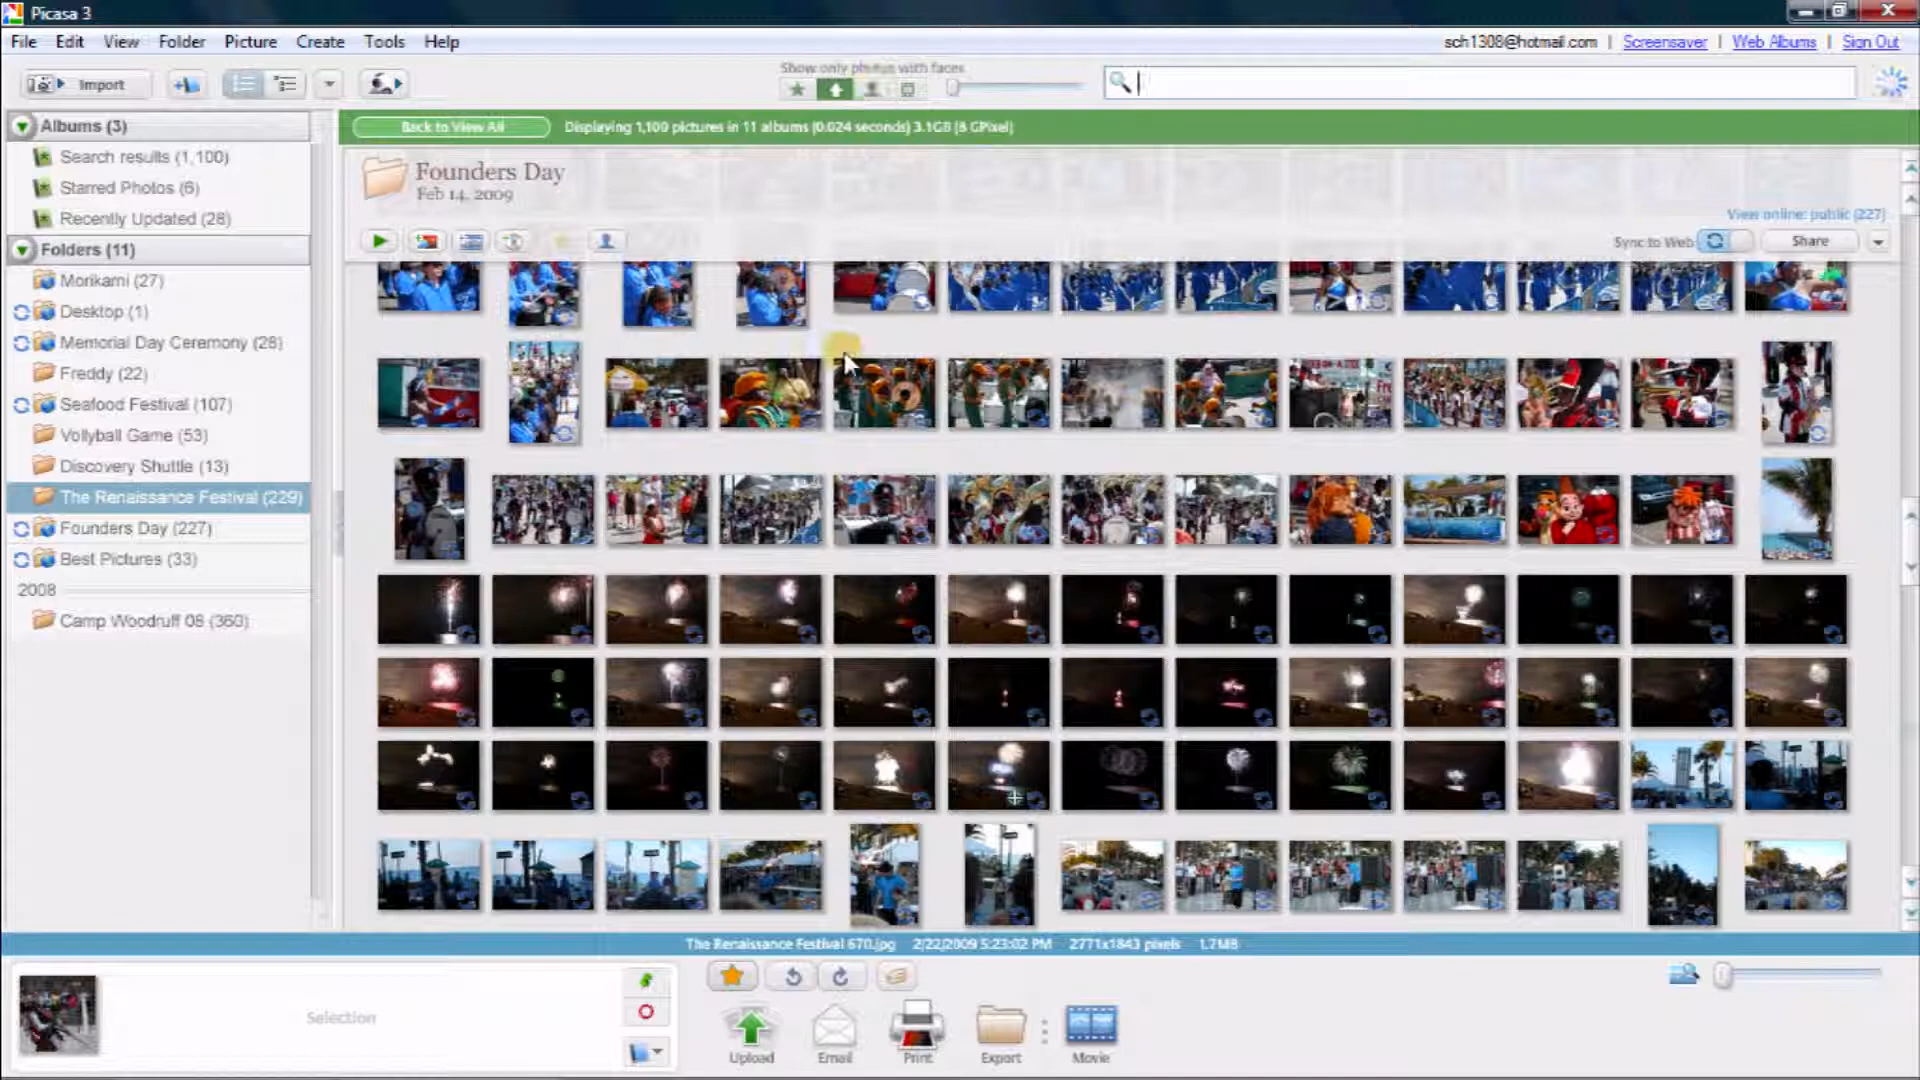 Picasa 3
File Edit View Folder Picture Create Tools Help
sch1308@hotmail.com | Screensaver | Web Albums | Sign Out
Import
Show only photos with faces
Back to View All
Displaying 1,100 pictures in 11 albums (0.024 seconds) 3.1GB (8 GPixel)
Albums (3)
Search results (1,100)
Starred Photos (6)
Recently Updated (28)
Folders (11)
Morikami (27)
Desktop (1)
Memorial Day Ceremony (28)
Freddy (22)
Seafood Festival (107)
Vollyball Game (53)
Discovery Shuttle (13)
The Renaissance Festival (229)
Founders Day (227)
Best Pictures (33)
2008
Camp Woodruff 08 (360)
Founders Day
Feb 14, 2009
View online: public (227)
Sync to Web
Share
The Renaissance Festival 670.jpg 2/22/2009 5:23:02 PM 2771x1843 pixels 1.7MB
Selection
Upload
Email
Print
Export
Movie